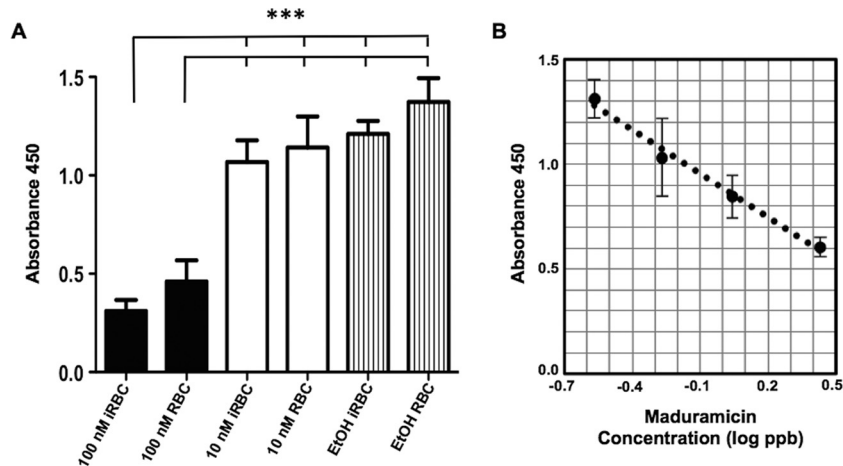 ***
A
B
Absorbance 450
1.5
1.0
0.5
0.0
100 nM iRBC
100 nM RBC
10 nM iRBC
10 nM RBC
EtOH iRBC
EtOH RBC
Absorbance 450
1.5
1.0
0.5
0.0
-0.7
-0.4
-0.1
0.2
0.5
Maduramicin
Concentration (log ppb)